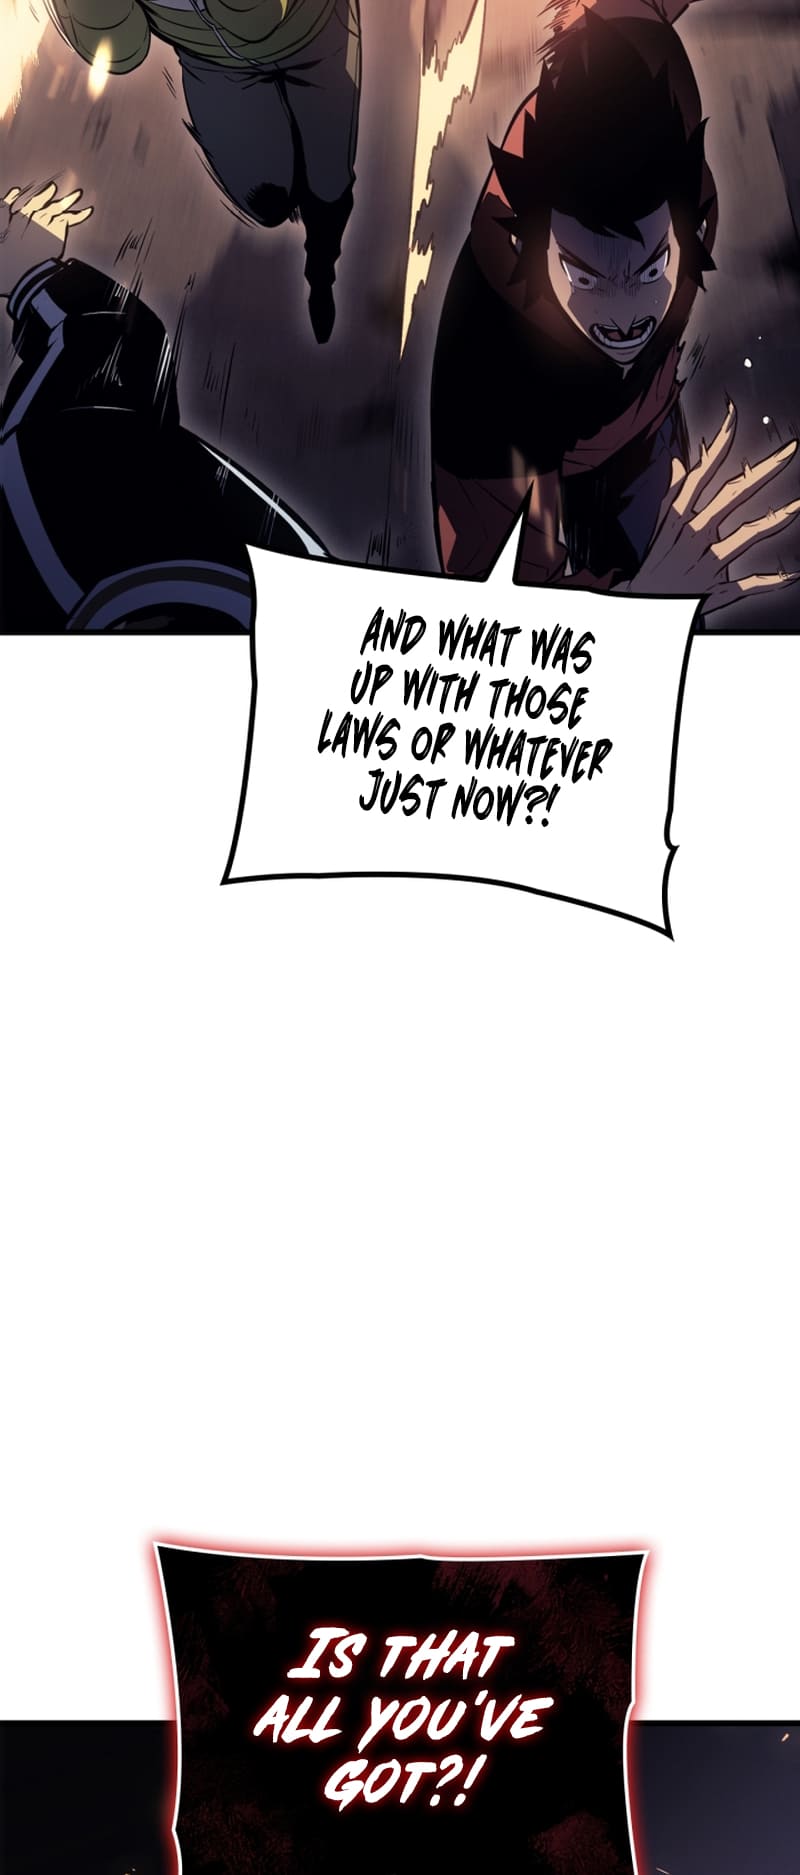 AND WHAT WAS
UP WITH THOSE
LAWS OR WHATEVER
JUST NOW?!
IS THAT
ALL YOU'VE
GOT?!